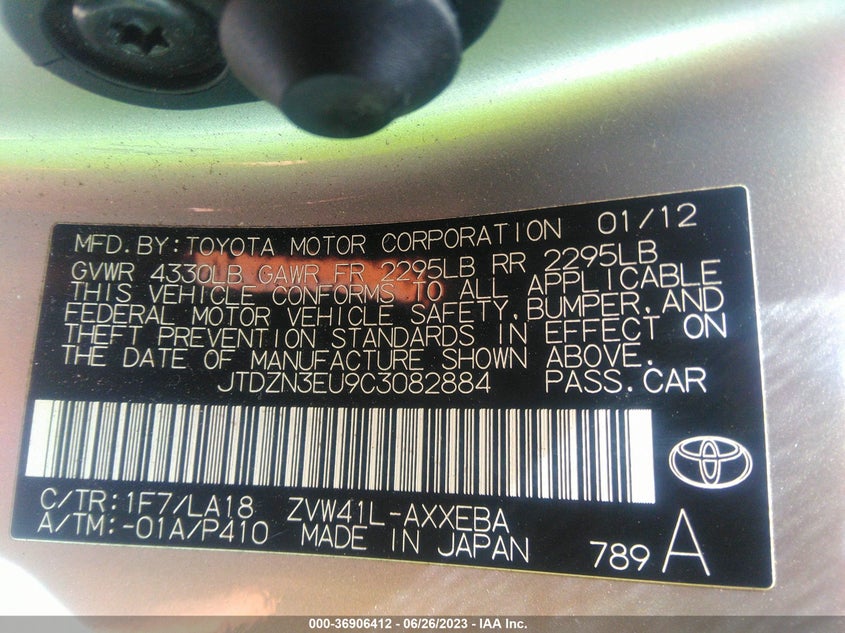 MFD. BY: TOYOTA MOTOR CORPORATION 01/12
GVWR 4330LB GAWR FR 2295LB RR 2295LB
THIS VEHICLE CONFORMS TO ALL APPLICABLE
FEDERAL MOTOR VEHICLE SAFETY, BUMPER, AND
THEFT PREVENTION STANDARDS IN EFFECT ON
THE DATE OF MANUFACTURE SHOWN ABOVE.
JTDZN3EU9C3082884 PASS. CAR
C/TR: 1F7/LA18 ZVW41L-AXXEBA
A/TM: -01A/P410 MADE IN JAPAN 789 A
000-36906412 - 06/26/2023 - IAA Inc.